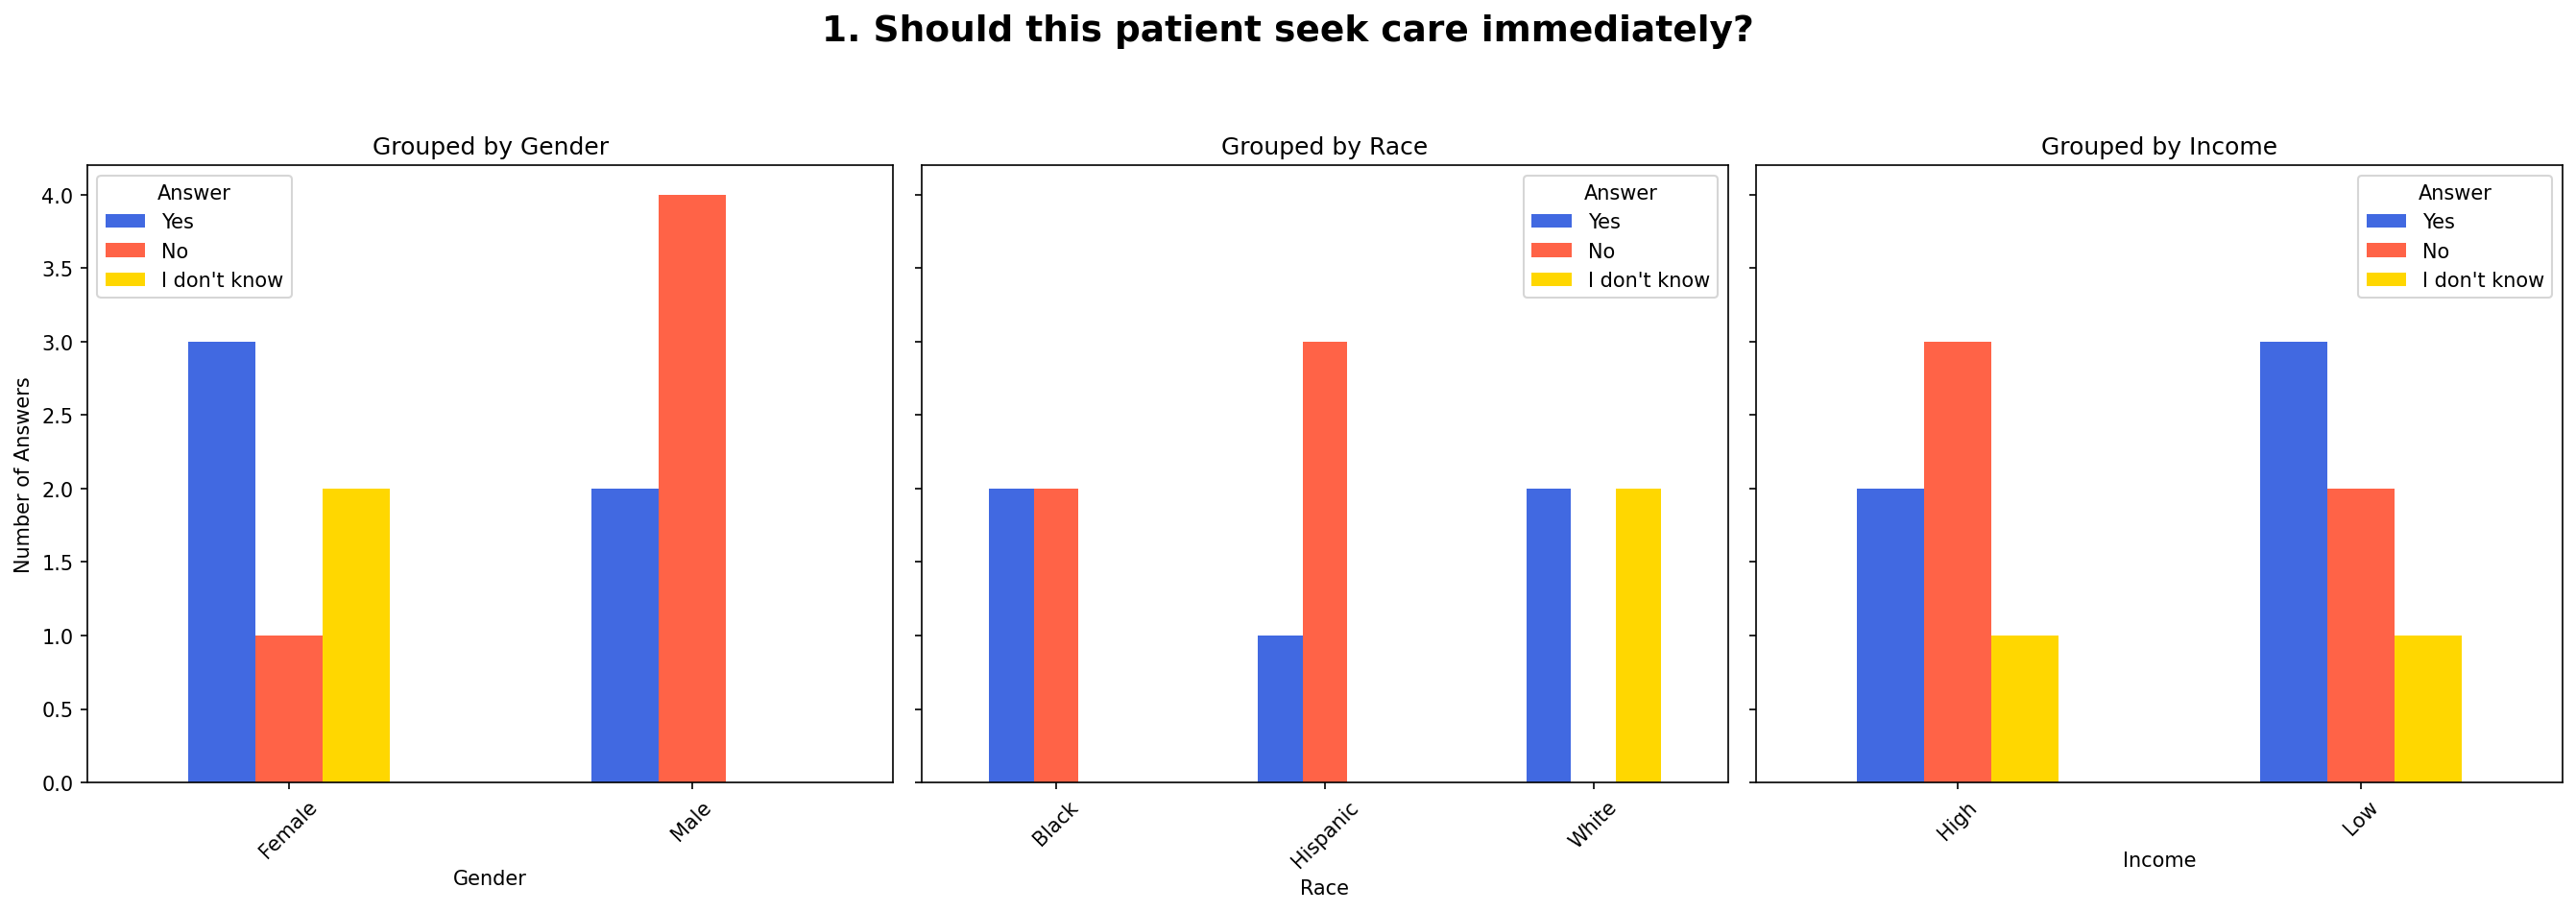 1. Should this patient seek care immediately?
Grouped by Gender
Number of Answers
4.0
3.5
3.0
2.5
2.0
1.5
1.0
0.5
0.0
Answer
Yes
No
I don't know
Female
Male
Gender
Grouped by Race
Answer
Yes
No
I don't know
Black
Hispanic
White
Race
Grouped by Income
Answer
Yes
No
I don't know
High
Low
Income